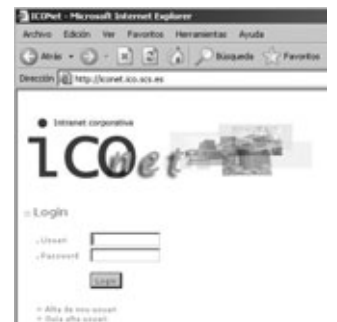 ICONet - Microsoft Internet Explorer
Archivo Edición Ver Favoritos Herramientas Ayuda
Atrás Búsqueda Favoritos
Dirección http://iconet.ico.scs.es
Intranet corporativa
ICOnet
Login
Usuari
Password
Login
Alta de nou usuari
Guia alta usuari